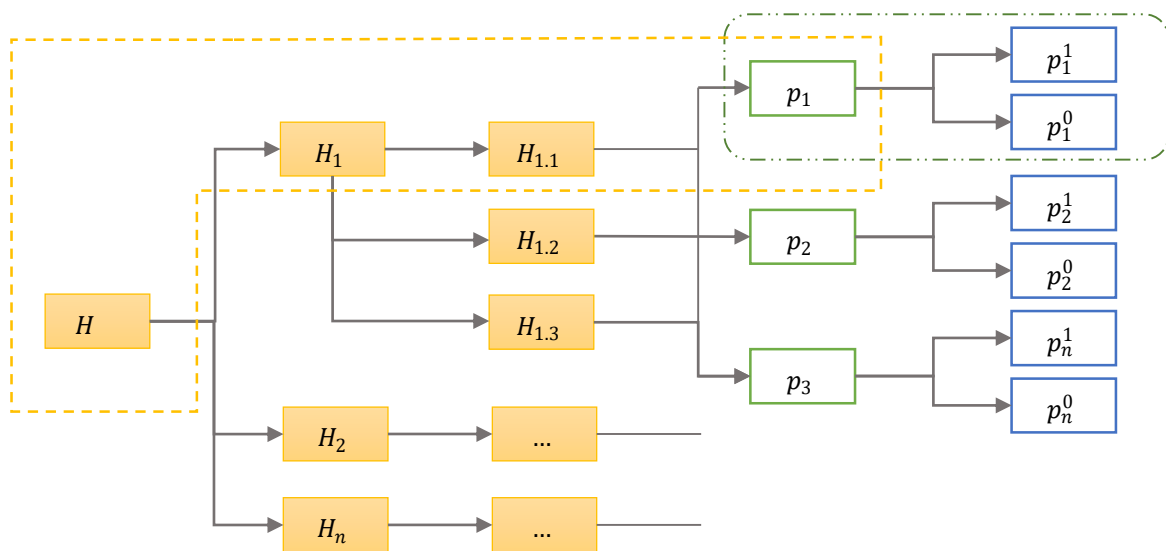 p₁¹
p₁
p₁⁰
H₁
H₁.₁
p₂¹
H₁.₂
p₂
p₂⁰
H
H₁.₃
pₙ¹
p₃
pₙ⁰
H₂
...
Hₙ
...